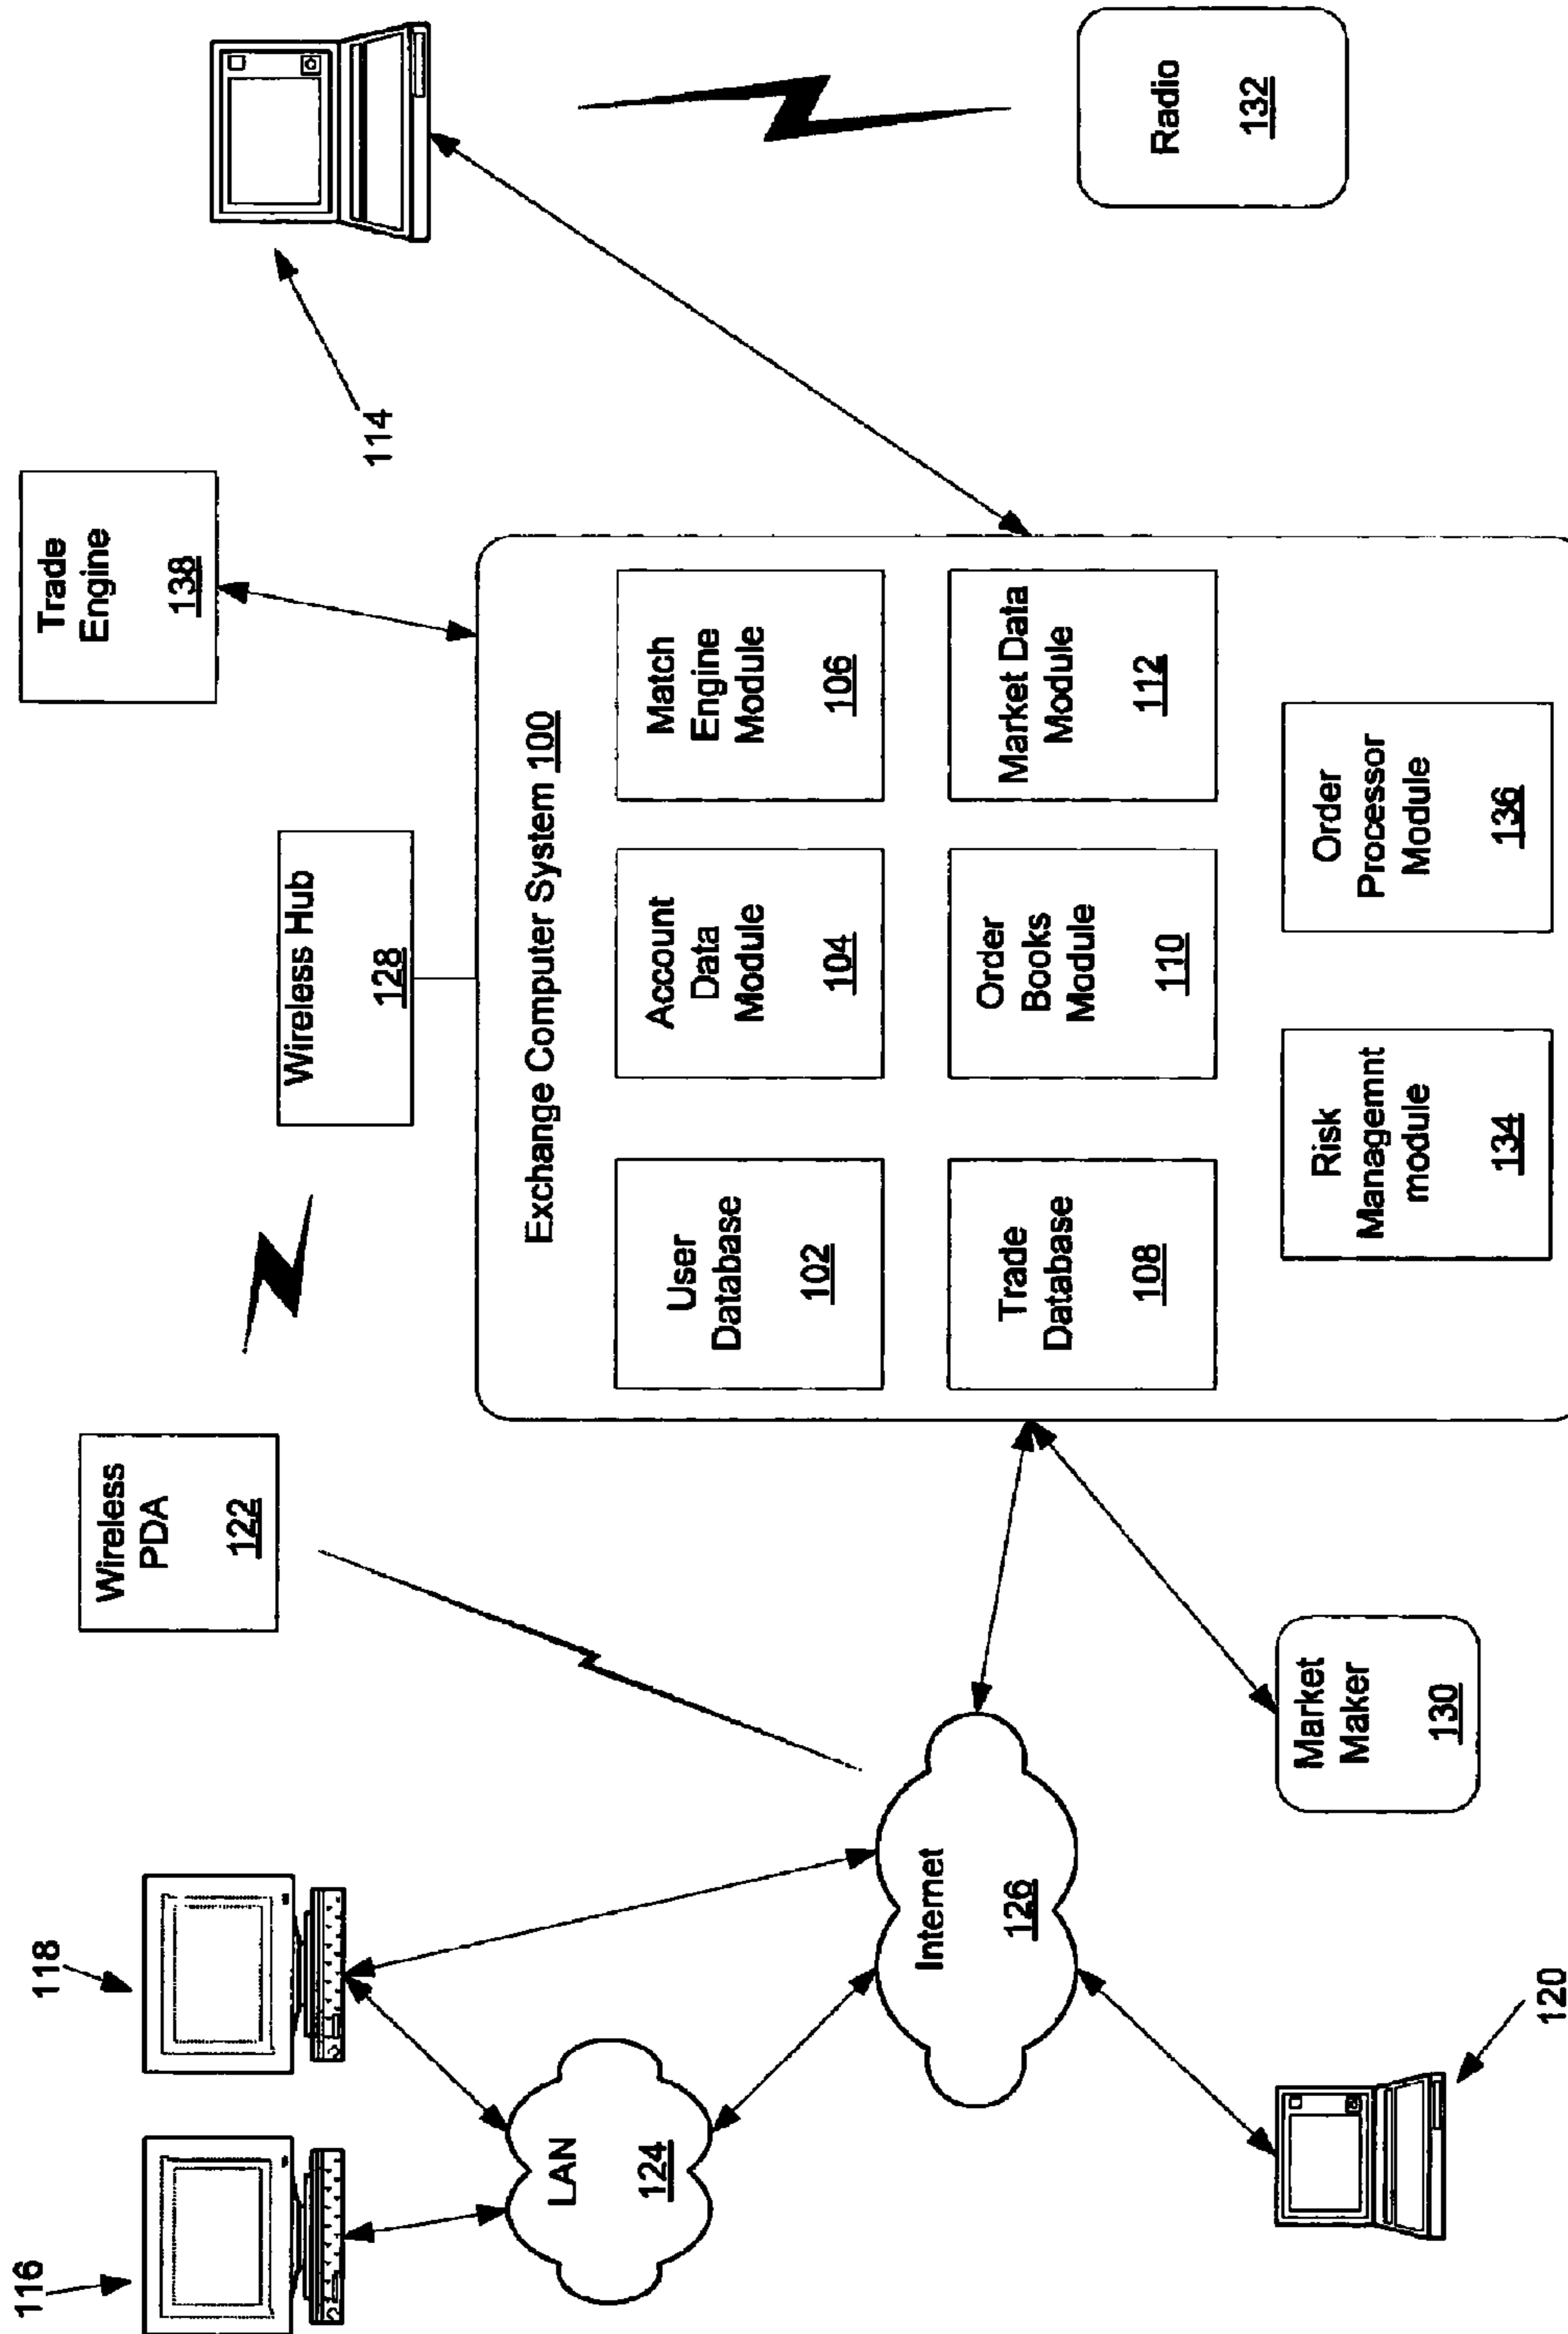 116
118
Wireless
PDA
122
Wireless Hub
128
Trade
Engine
138
114
LAN
124
Internet
126
Exchange Computer System 100
User
Database
102
Account
Data
Module
104
Match
Engine
Module
106
Trade
Database
108
Order
Books
Module
110
Market Data
Module
112
Risk
Managemnt
module
134
Order
Processor
Module
136
Market
Maker
130
Radio
132
120